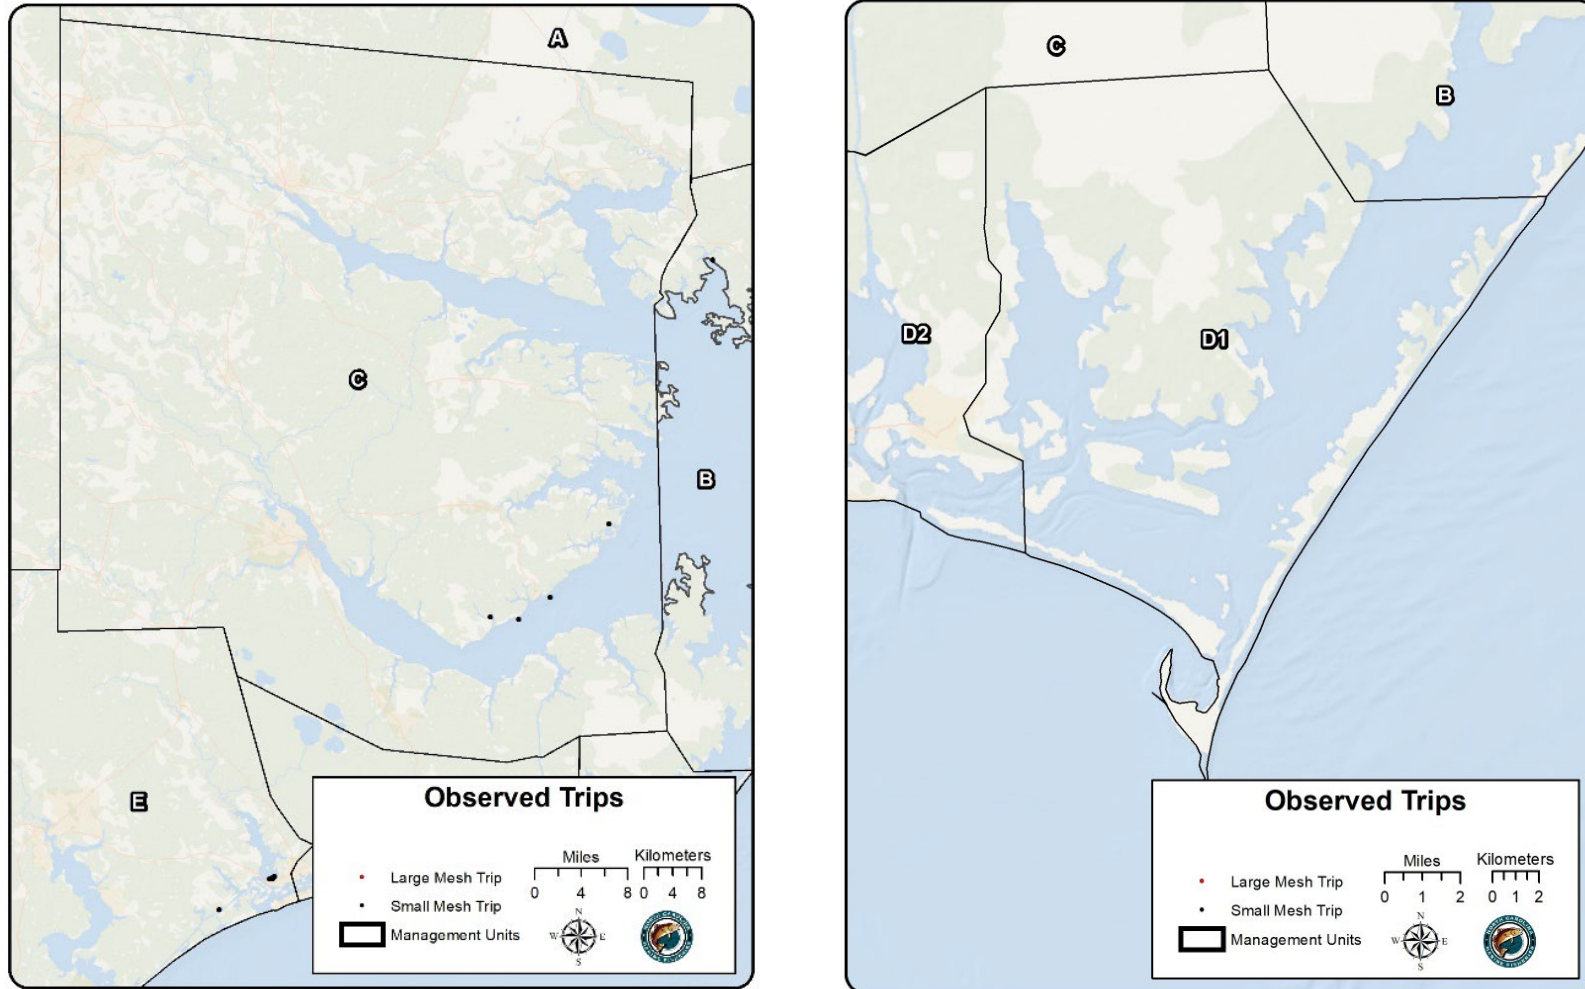 A
C
B
E
Observed Trips
Miles
Kilometers
Large Mesh Trip
0 4 8 0 4 8
Small Mesh Trip
N
W E
S
Management Units
C
B
D2
D1
Observed Trips
Miles
Kilometers
Large Mesh Trip
0 1 2 0 1 2
Small Mesh Trip
N
W E
S
Management Units